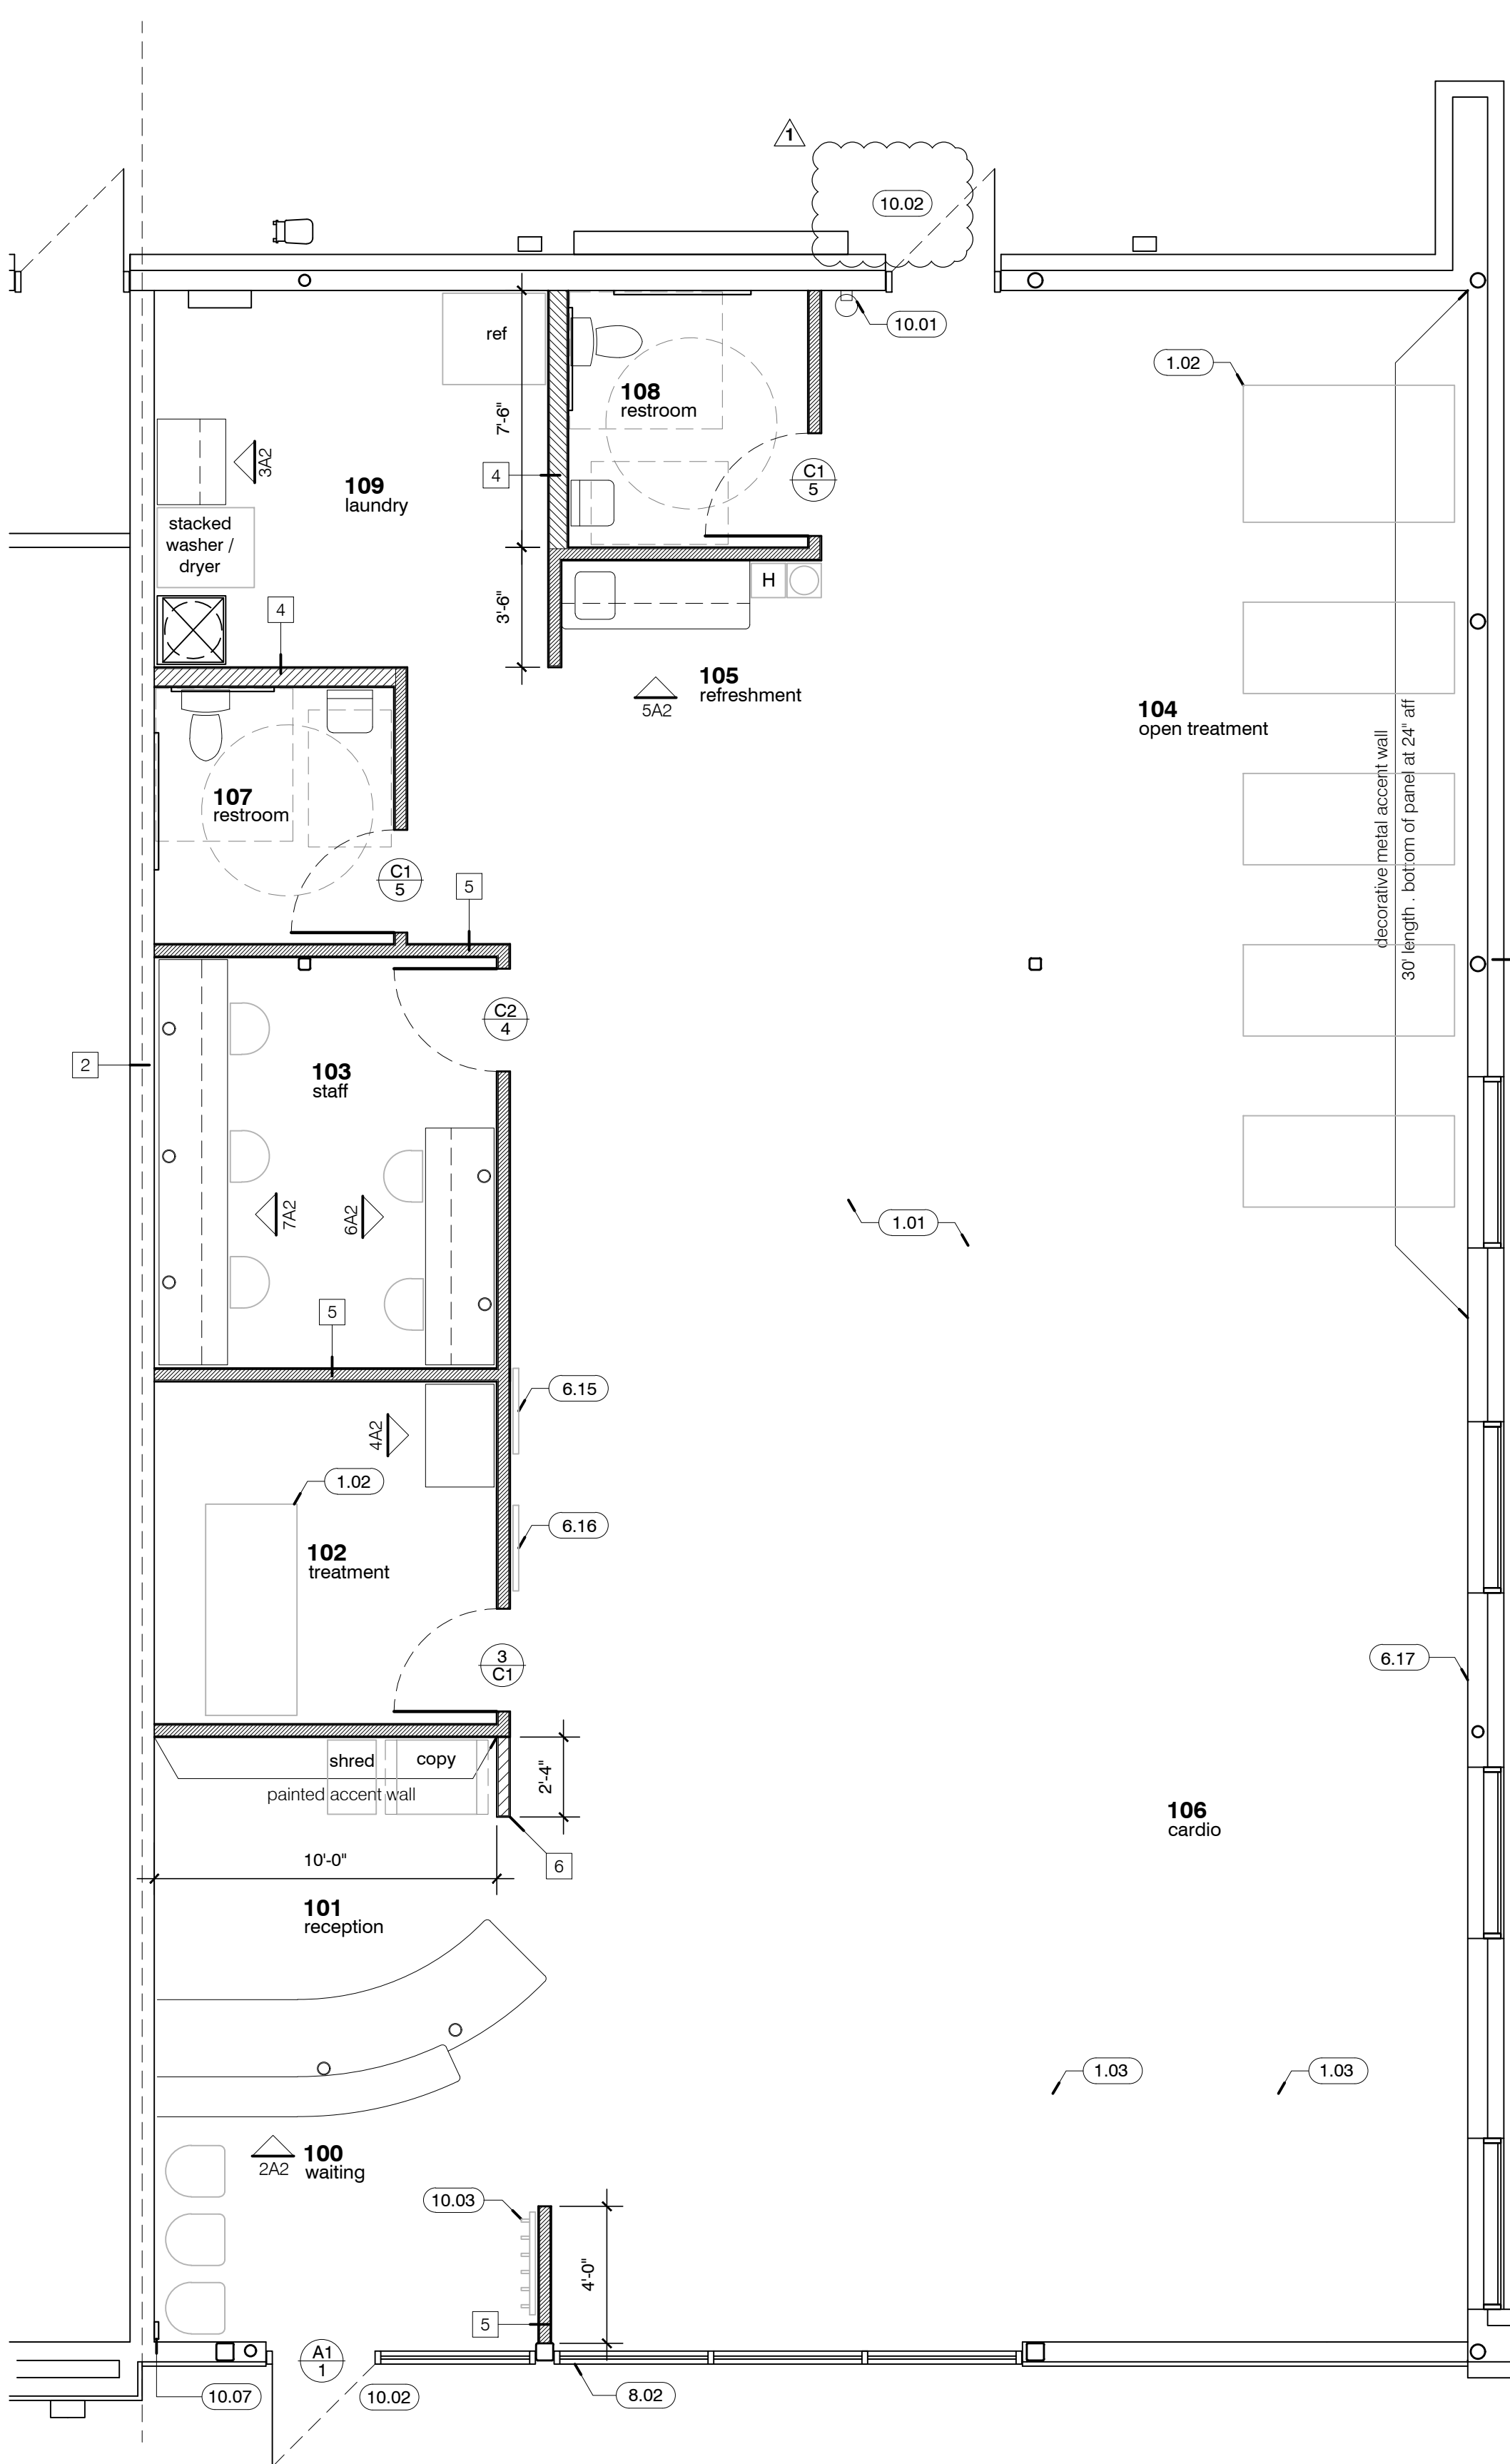 1
10.02
10.01
ref
1.02
108
restroom
7'-6"
3A2
109
laundry
4
C1
5
stacked
washer /
dryer
H
4
3'-6"
105
refreshment
5A2
104
open treatment
decorative metal accent wall
30' length . bottom of panel at 24" aff
107
restroom
C1
5
5
C2
4
2
103
staff
7A2
6A2
1.01
5
6.15
4A2
1.02
6.16
102
treatment
3
C1
6.17
shred
copy
painted accent wall
2'-4"
106
cardio
10'-0"
6
101
reception
1.03
1.03
2A2
100
waiting
10.03
4'-0"
5
A1
1
10.07
10.02
8.02